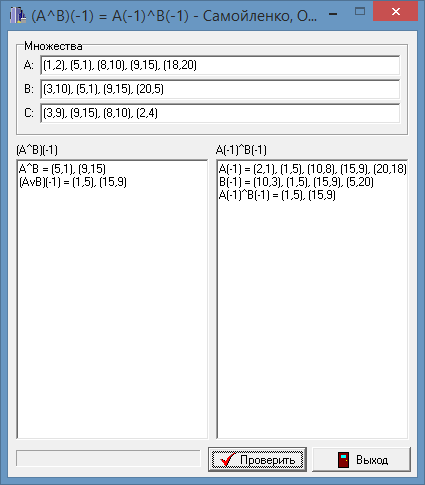 (A^B)(-1) = A(-1)^B(-1) - Самойленко, О...
Множества
A: (1,2), (5,1), (8,10), (9,15), (18,20)
B: (3,10), (5,1), (9,15), (20,5)
C: (3,9), (9,15), (8,10), (2,4)
(A^B)(-1)
A^B = (5,1), (9,15)
(AvB)(-1) = (1,5), (15,9)
A(-1)^B(-1)
A(-1) = (2,1), (1,5), (10,8), (15,9), (20,18)
B(-1) = (10,3), (1,5), (15,9), (5,20)
A(-1)^B(-1) = (1,5), (15,9)
Проверить
Выход